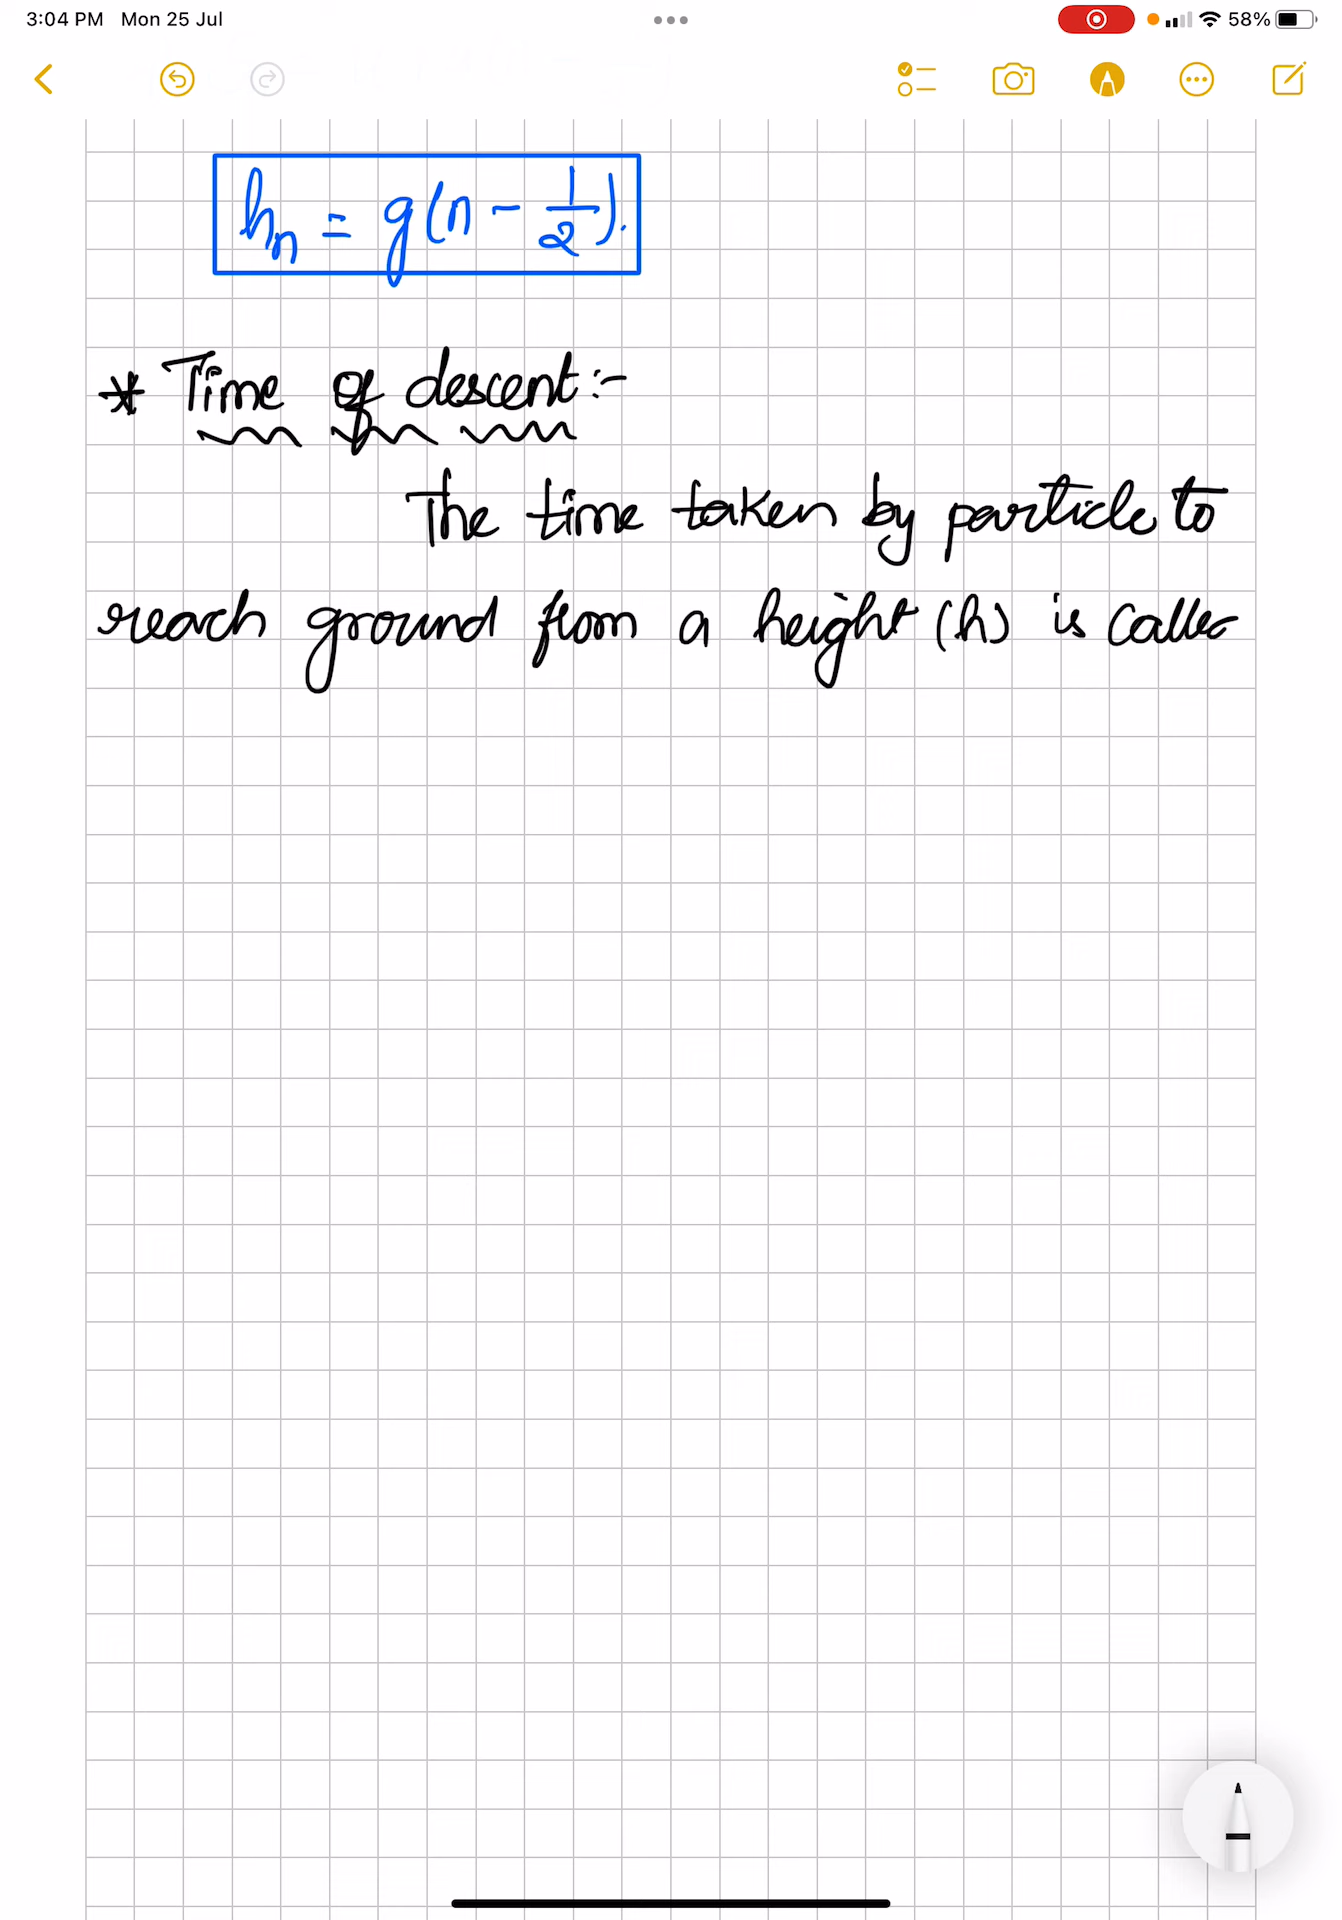 3:04 PM Mon 25 Jul
58%
hₙ = g(n - 1/2).
* Time of descent :-
The time taken by particle to
reach ground from a height (h) is calle